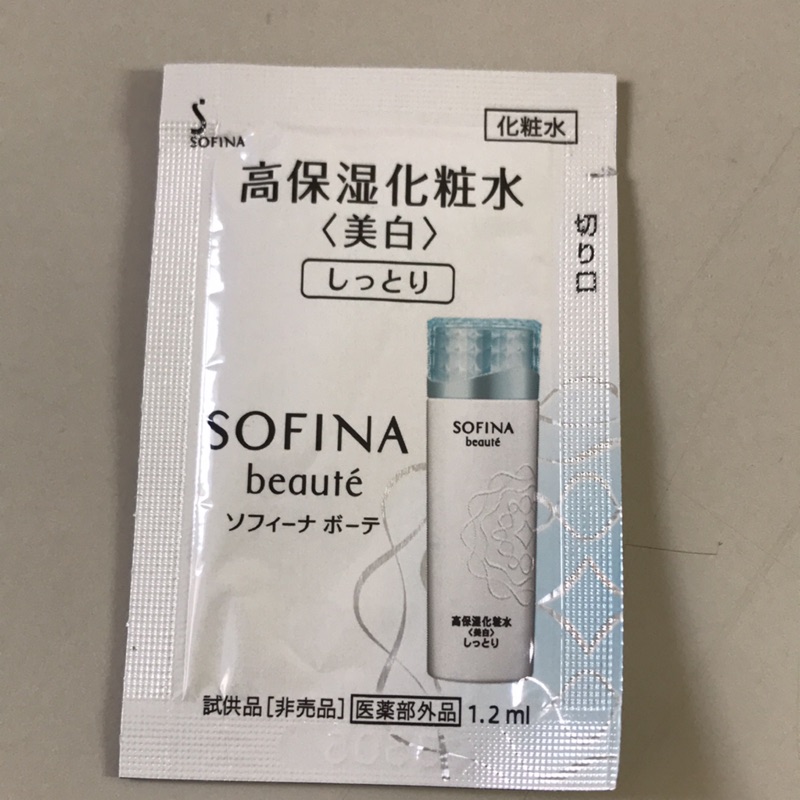 SOFINA
化粧水
高保湿化粧水
〈美白〉
しっとり
切り口
SOFINA
beauté
ソフィーナ ボーテ
SOFINA
beauté
高保湿化粧水
〈美白〉
しっとり
試供品[非売品] 医薬部外品 1.2ml